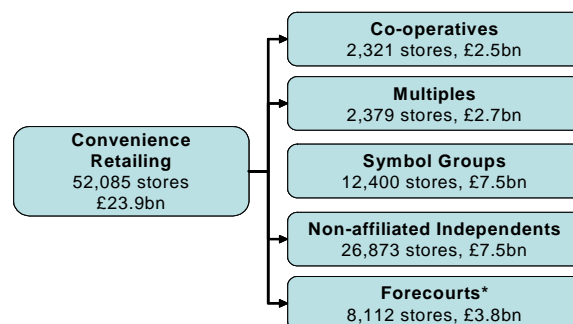 Co-operatives
2,321 stores, £2.5bn
Multiples
2,379 stores, £2.7bn
Convenience
Retailing
52,085 stores
£23.9bn
Symbol Groups
12,400 stores, £7.5bn
Non-affiliated Independents
26,873 stores, £7.5bn
Forecourts*
8,112 stores, £3.8bn